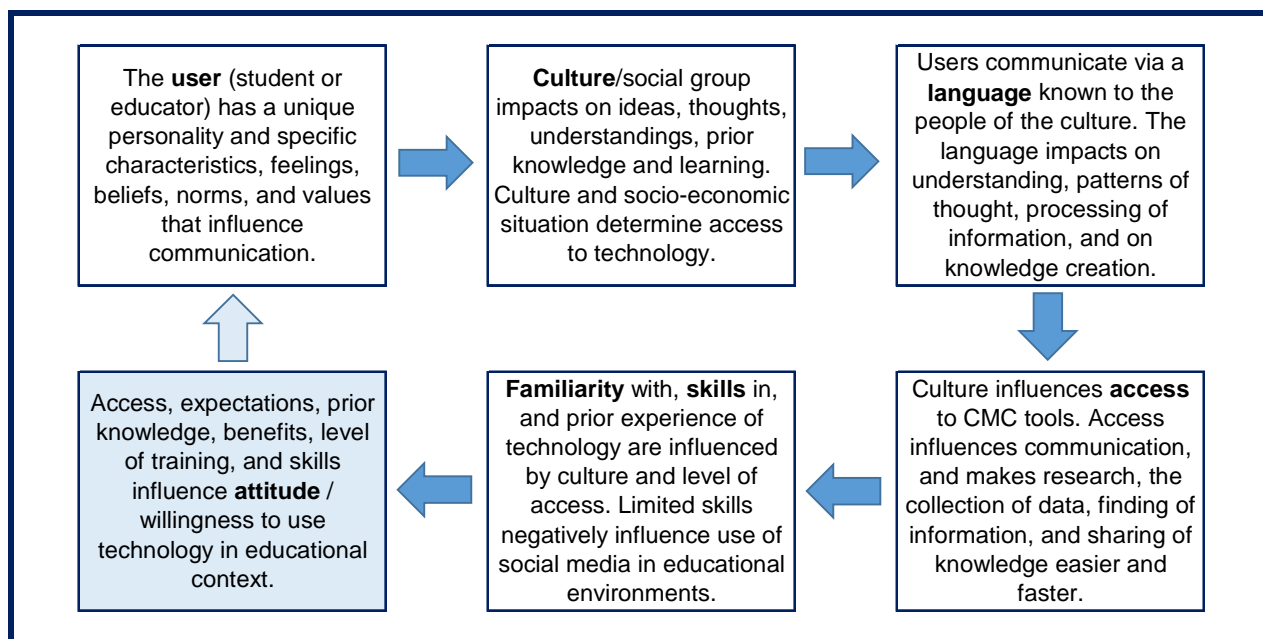 The user (student or
educator) has a unique
personality and specific
characteristics, feelings,
beliefs, norms, and values
that influence
communication.
Culture/social group
impacts on ideas, thoughts,
understandings, prior
knowledge and learning.
Culture and socio-economic
situation determine access
to technology.
Users communicate via a
language known to the
people of the culture. The
language impacts on
understanding, patterns of
thought, processing of
information, and on
knowledge creation.
Culture influences access
to CMC tools. Access
influences communication,
and makes research, the
collection of data, finding of
information, and sharing of
knowledge easier and
faster.
Familiarity with, skills in,
and prior experience of
technology are influenced
by culture and level of
access. Limited skills
negatively influence use of
social media in educational
environments.
Access, expectations, prior
knowledge, benefits, level
of training, and skills
influence attitude /
willingness to use
technology in educational
context.